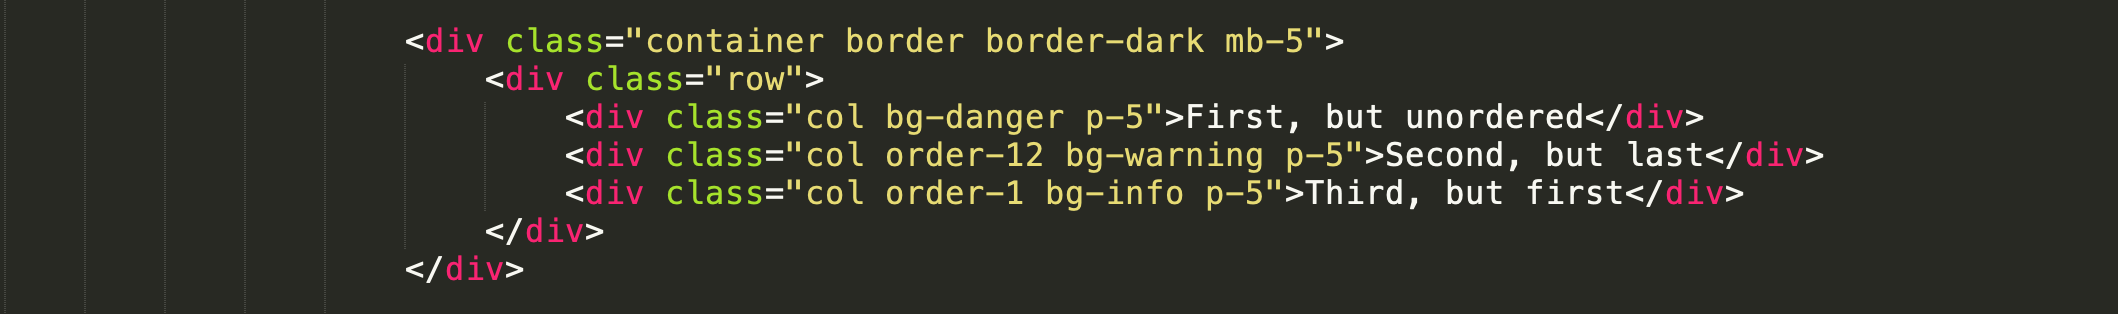 <div class="container border border-dark mb-5">
    <div class="row">
        <div class="col bg-danger p-5">First, but unordered</div>
        <div class="col order-12 bg-warning p-5">Second, but last</div>
        <div class="col order-1 bg-info p-5">Third, but first</div>
    </div>
</div>